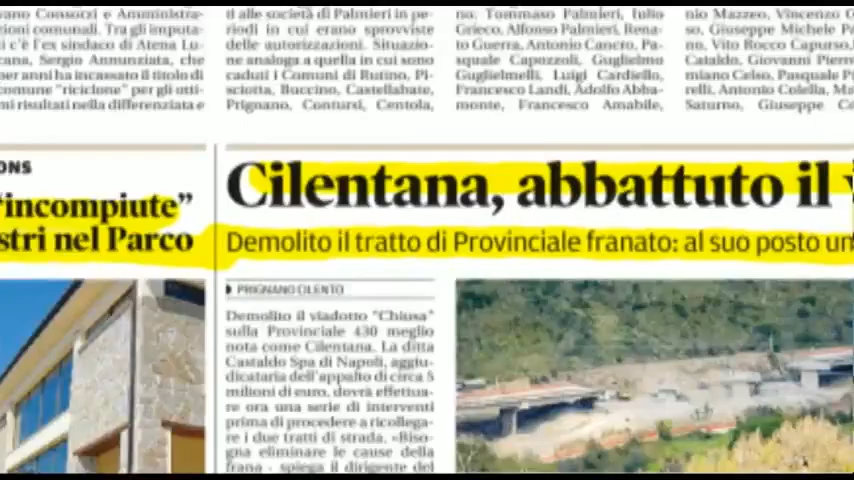 ano Consorzi e Amministra-
ioni comunali. Tra gli imputa-
i c'è l'ex sindaco di Atena Lu-
cana, Sergio Annunziata, che
per anni ha incassato il titolo di
comune "riciclone" per gli otti-
mi risultati nella differenziata e
ti alle società di Palmieri in pe-
riodi in cui erano sprovviste
delle autorizzazioni. Situazio-
ne analoga a quella in cui sono
caduti i Comuni di Rutino, Pi-
sciotta, Buccino, Castellabate,
Prignano, Contursi, Centola,
ro, Tommaso Palmieri, Iulio
Grieco, Alfonso Palmieri, Rena-
to Guerra, Antonio Cancro, Pa-
squale Capozzoli, Guglielmo
Guglielmelli, Luigi Cardiello,
Francesco Landi, Adolfo Abba-
monte, Francesco Amabile,
nio Mazzeo, Vincenzo
so, Giuseppe Michele
no, Vito Rocco Capurso,
Cataldo, Giovanni
miano Celso, Pasquale
relli, Antonio Colella,
Saturno, Giuseppe
ONS
"incompiute"
stri nel Parco
Cilentana, abbattuto il
Demolito il tratto di Provinciale franato: al suo posto un
PRIGNANO CILENTO
Demolito il viadotto "Chiusa"
sulla Provinciale 430 meglio
nota come Cilentana. La ditta
Castaldo Spa di Napoli, aggiu-
dicataria dell'appalto di circa 5
milioni di euro, dovrà effettua-
re ora una serie di interventi
prima di procedere a ricollega-
re i due tratti di strada. «Biso-
gna eliminare le cause della
frana - spiega il dirigente del